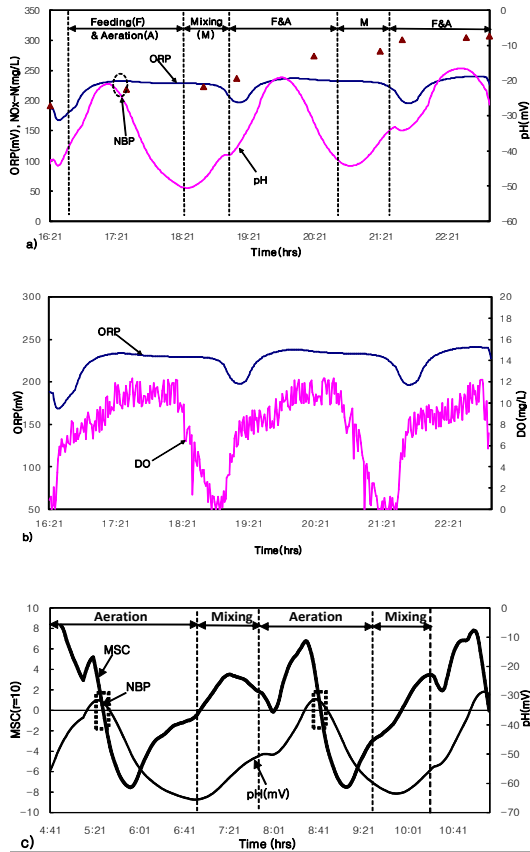 350 300 250 200 150 100 50 0
ORP(mV), NOx-N(mg/L)
Feeding(F) & Aeration(A)
Mixing (M)
F&A
M
F&A
ORP
NBP
pH
0 -10 -20 -30 -40 -50 -60
pH(mV)
16:21 17:21 18:21 19:21 20:21 21:21 22:21
a)
Time(hrs)
300 250 200 150 100 50
ORP(mV)
ORP
DO
20 18 16 14 12 10 8 6 4 2 0
DO(mg/L)
16:21 17:21 18:21 19:21 20:21 21:21 22:21
b)
Time(hrs)
10 8 6 4 2 0 -2 -4 -6 -8 -10
MSC(r=10)
Aeration
Mixing
Aeration
Mixing
MSC
NBP
pH(mV)
0 -10 -20 -30 -40 -50 -60 -70
pH(mV)
4:41 5:21 6:01 6:41 7:21 8:01 8:41 9:21 10:01 10:41
c)
Time (hrs)